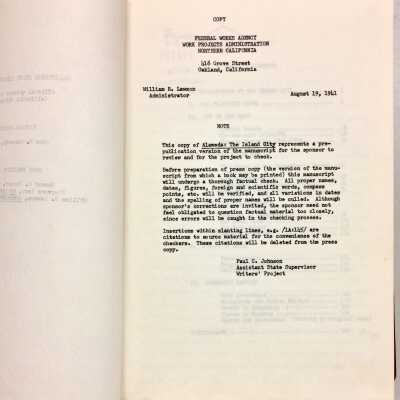 COPY
FEDERAL WORKS AGENCY
WORK PROJECTS ADMINISTRATION
NORTHERN CALIFORNIA
416 Grove Street
Oakland, California
William R. Lawson
Administrator
August 19, 1941
NOTE
This copy of Alameda: The Island City represents a pre-
publication version of the manuscript for the sponsor to
review and for the project to check.
Before preparation of press copy (the version of the manu-
script from which a book may be printed) this manuscript
will undergo a thorough factual check. All proper names,
dates, figures, foreign and scientific words, compass
points, etc. will be verified, and all variations in dates
and the spelling of proper names will be culled. Although
sponsor's corrections are invited, the sponsor need not
feel obligated to question factual material too closely,
since errors will be caught in the checking process.
Insertions within slanting lines, e.g. /1A:145/ are
citations to source material for the convenience of the
checkers. These citations will be deleted from the press
copy.
Paul C. Johnson
Assistant State Supervisor
Writers' Project